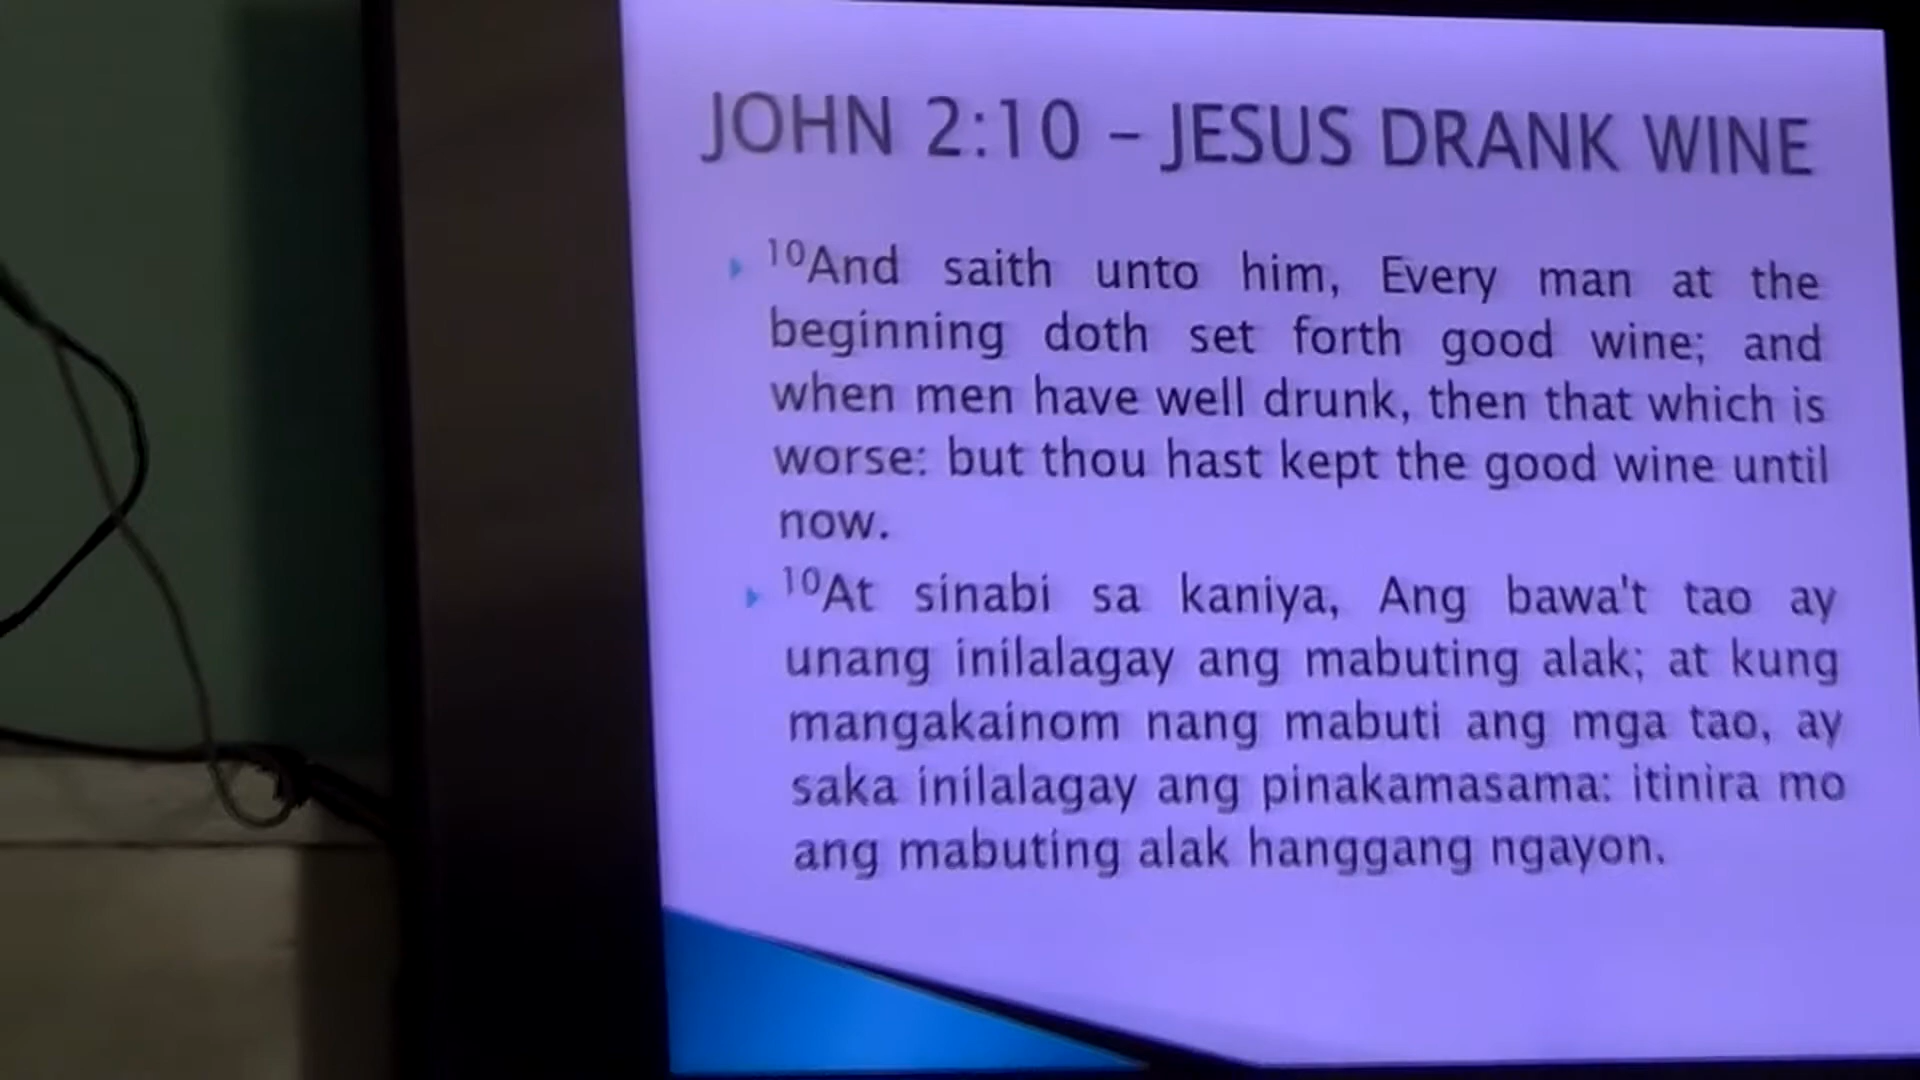 JOHN 2:10 – JESUS DRANK WINE
10And saith unto him, Every man at the
beginning doth set forth good wine; and
when men have well drunk, then that which is
worse: but thou hast kept the good wine until
now.
10At sinabi sa kaniya, Ang bawa't tao ay
unang inilalagay ang mabuting alak; at kung
mangakainom nang mabuti ang mga tao, ay
saka inilalagay ang pinakamasama: itinira mo
ang mabuting alak hanggang ngayon.